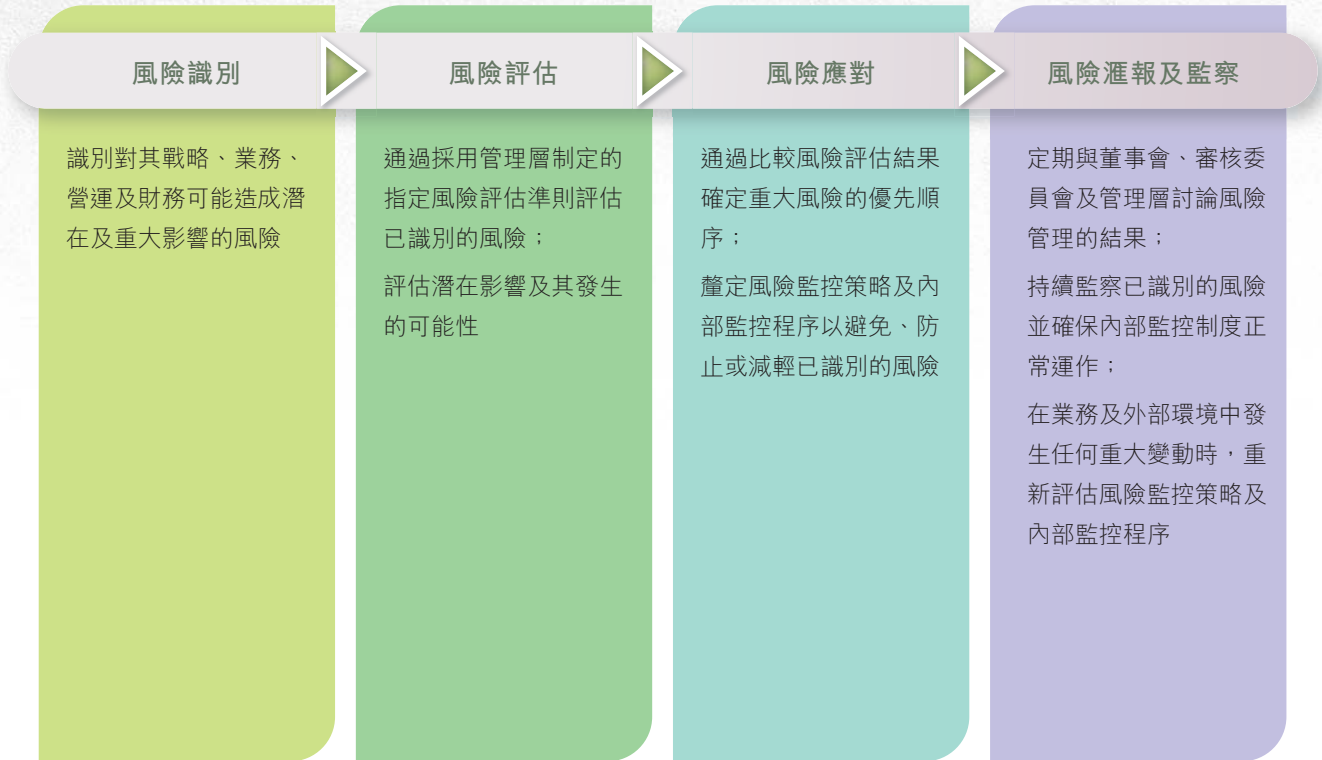 風險識別
風險評估
風險應對
風險滙報及監察
識別對其戰略、業務、
營運及財務可能造成潛
在及重大影響的風險
通過採用管理層制定的
指定風險評估準則評估
已識別的風險；
評估潛在影響及其發生
的可能性
通過比較風險評估結果
確定重大風險的優先順
序；
釐定風險監控策略及內
部監控程序以避免、防
止或減輕已識別的風險
定期與董事會、審核委
員會及管理層討論風險
管理的結果；
持續監察已識別的風險
並確保內部監控制度正
常運作；
在業務及外部環境中發
生任何重大變動時，重
新評估風險監控策略及
內部監控程序